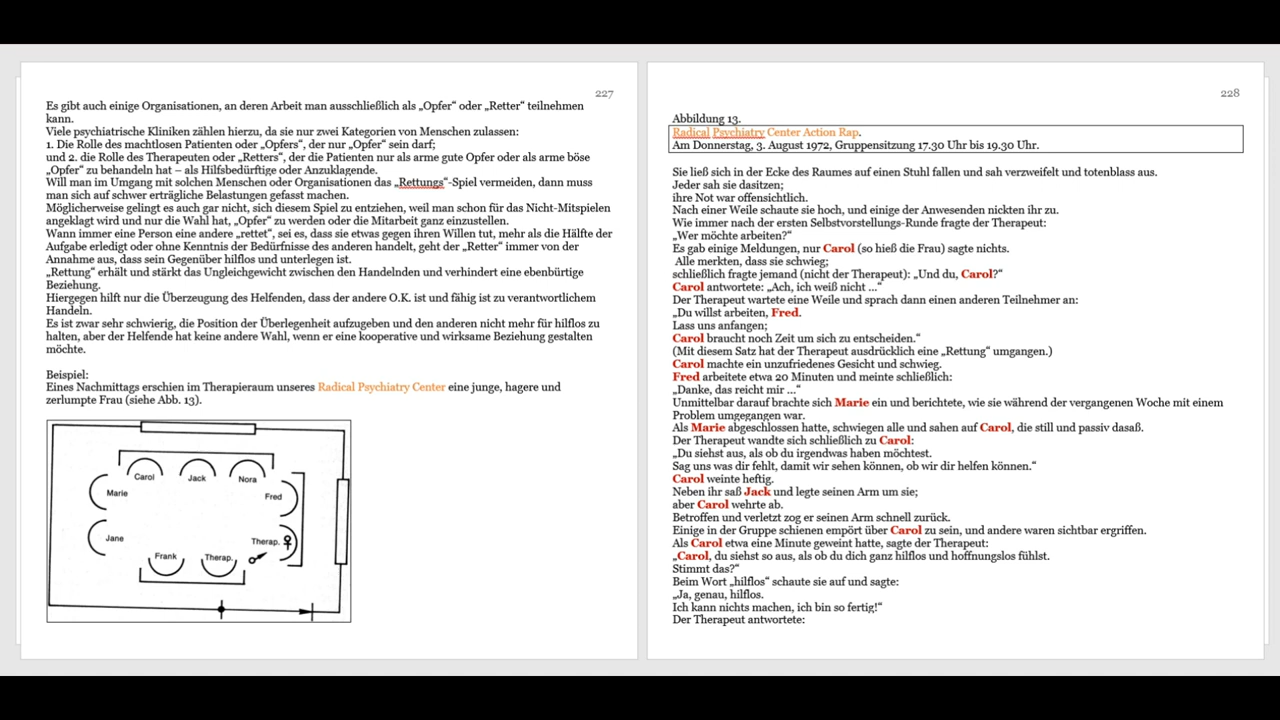 227
Es gibt auch einige Organisationen, an deren Arbeit man ausschließlich als „Opfer“ oder „Retter“ teilnehmen
kann.
Viele psychiatrische Kliniken zählen hierzu, da sie nur zwei Kategorien von Menschen zulassen:
1. Die Rolle des machtlosen Patienten oder „Opfers“, der nur „Opfer“ sein darf;
und 2. die Rolle des Therapeuten oder „Retters“, der die Patienten nur als arme gute Opfer oder als arme böse
„Opfer“ zu behandeln hat – als Hilfsbedürftige oder Anzuklagende.
Will man im Umgang mit solchen Menschen oder Organisationen das „Rettungs“-Spiel vermeiden, dann muss
man sich auf schwer erträgliche Belastungen gefasst machen.
Möglicherweise gelingt es auch gar nicht, sich diesem Spiel zu entziehen, weil man schon für das Nicht-Mitspielen
angeklagt wird und nur die Wahl hat, „Opfer“ zu werden oder die Mitarbeit ganz einzustellen.
Wann immer eine Person eine andere „rettet“, sei es, dass sie etwas gegen ihren Willen tut, mehr als die Hälfte der
Aufgabe erledigt oder ohne Kenntnis der Bedürfnisse des anderen handelt, geht der „Retter“ immer von der
Annahme aus, dass sein Gegenüber hilflos und unterlegen ist.
„Rettung“ erhält und stärkt das Ungleichgewicht zwischen den Handelnden und verhindert eine ebenbürtige
Beziehung.
Hiergegen hilft nur die Überzeugung des Helfenden, dass der andere O.K. ist und fähig ist zu verantwortlichem
Handeln.
Es ist zwar sehr schwierig, die Position der Überlegenheit aufzugeben und den anderen nicht mehr für hilflos zu
halten, aber der Helfende hat keine andere Wahl, wenn er eine kooperative und wirksame Beziehung gestalten
möchte.
Beispiel:
Eines Nachmittags erschien im Therapieraum unseres Radical Psychiatry Center eine junge, hagere und
zerlumpte Frau (siehe Abb. 13).
Carol
Jack
Nora
Marie
Fred
Jane
Therap.
Frank
Therap.
228
Abbildung 13.
Radical Psychiatry Center Action Rap.
Am Donnerstag, 3. August 1972, Gruppensitzung 17.30 Uhr bis 19.30 Uhr.
Sie ließ sich in der Ecke des Raumes auf einen Stuhl fallen und sah verzweifelt und totenblass aus.
Jeder sah sie dasitzen;
ihre Not war offensichtlich.
Nach einer Weile schaute sie hoch, und einige der Anwesenden nickten ihr zu.
Wie immer nach der ersten Selbstvorstellungs-Runde fragte der Therapeut:
„Wer möchte arbeiten?“
Es gab einige Meldungen, nur Carol (so hieß die Frau) sagte nichts.
Alle merkten, dass sie schwieg;
schließlich fragte jemand (nicht der Therapeut): „Und du, Carol?“
Carol antwortete: „Ach, ich weiß nicht ...“
Der Therapeut wartete eine Weile und sprach dann einen anderen Teilnehmer an:
„Du willst arbeiten, Fred.
Lass uns anfangen;
Carol braucht noch Zeit um sich zu entscheiden.“
(Mit diesem Satz hat der Therapeut ausdrücklich eine „Rettung“ umgangen.)
Carol machte ein unzufriedenes Gesicht und schwieg.
Fred arbeitete etwa 20 Minuten und meinte schließlich:
„Danke, das reicht mir ...“
Unmittelbar darauf brachte sich Marie ein und berichtete, wie sie während der vergangenen Woche mit einem
Problem umgegangen war.
Als Marie abgeschlossen hatte, schwiegen alle und sahen auf Carol, die still und passiv dasaß.
Der Therapeut wandte sich schließlich zu Carol:
„Du siehst aus, als ob du irgendwas haben möchtest.
Sag uns was dir fehlt, damit wir sehen können, ob wir dir helfen können.“
Carol weinte heftig.
Neben ihr saß Jack und legte seinen Arm um sie;
aber Carol wehrte ab.
Betroffen und verletzt zog er seinen Arm schnell zurück.
Einige in der Gruppe schienen empört über Carol zu sein, und andere waren sichtbar ergriffen.
Als Carol etwa eine Minute geweint hatte, sagte der Therapeut:
„Carol, du siehst so aus, als ob du dich ganz hilflos und hoffnungslos fühlst.
Stimmt das?“
Beim Wort „hilflos“ schaute sie auf und sagte:
„Ja, genau, hilflos.
Ich kann nichts machen, ich bin so fertig!“
Der Therapeut antwortete: